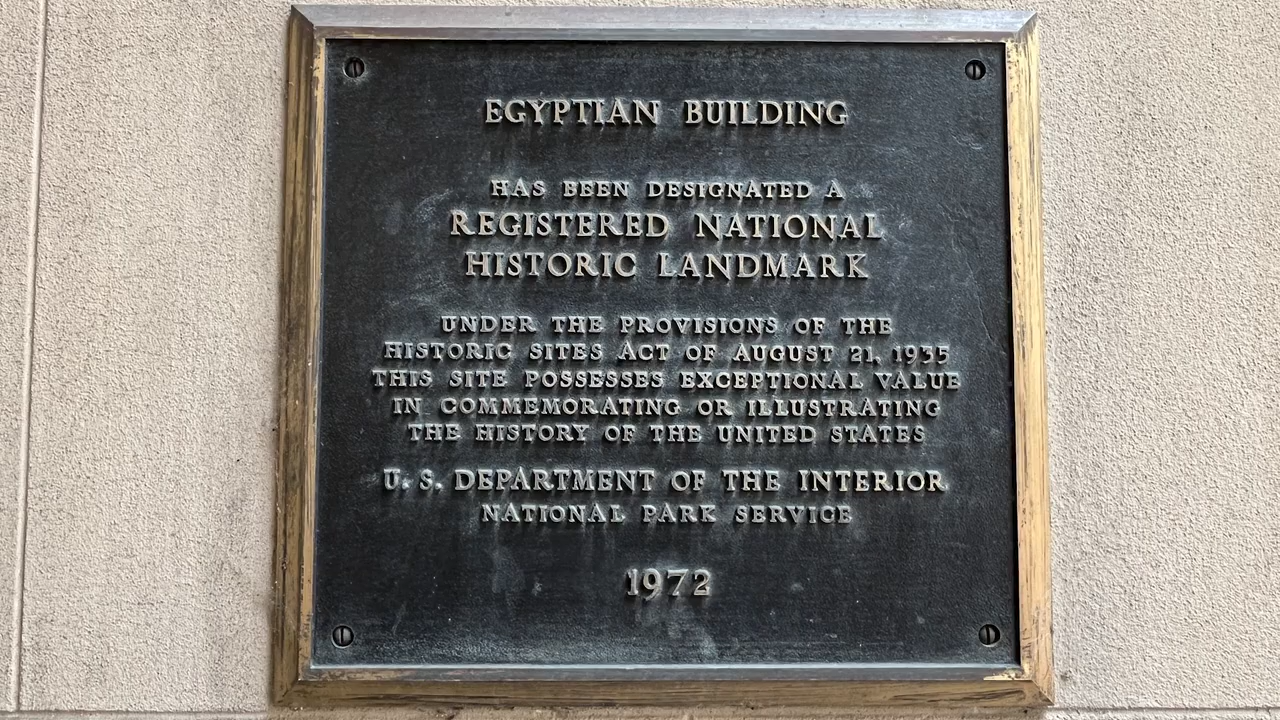 EGYPTIAN BUILDING
HAS BEEN DESIGNATED A
REGISTERED NATIONAL
HISTORIC LANDMARK
UNDER THE PROVISIONS OF THE
HISTORIC SITES ACT OF AUGUST 21, 1935
THIS SITE POSSESSES EXCEPTIONAL VALUE
IN COMMEMORATING OR ILLUSTRATING
THE HISTORY OF THE UNITED STATES
U. S. DEPARTMENT OF THE INTERIOR
NATIONAL PARK SERVICE
1972